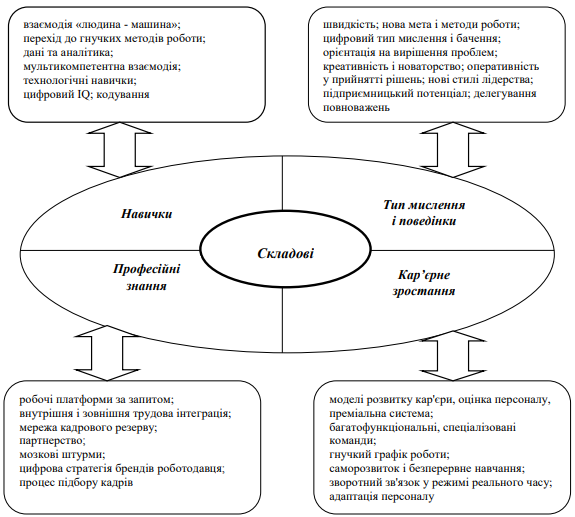 взаємодія «людина - машина»;
перехід до гнучких методів роботи;
дані та аналітика;
мультикомпетентна взаємодія;
технологічні навички;
цифровий IQ; кодування
швидкість; нова мета і методи роботи;
цифровий тип мислення і бачення;
орієнтація на вирішення проблем;
креативність і новаторство; оперативність
у прийнятті рішень; нові стилі лідерства;
підприємницький потенціал; делегування
повноважень
Навички
Тип мислення
і поведінки
Складові
Професійні
знання
Кар’єрне
зростання
робочі платформи за запитом;
внутрішня і зовнішня трудова інтеграція;
мережа кадрового резерву;
партнерство;
мозкові штурми;
цифрова стратегія брендів роботодавця;
процес підбору кадрів
моделі розвитку кар'єри, оцінка персоналу,
преміальна система;
багатофункціональні, спеціалізовані
команди;
гнучкий графік роботи;
саморозвиток і безперервне навчання;
зворотний зв'язок у режимі реального часу;
адаптація персоналу